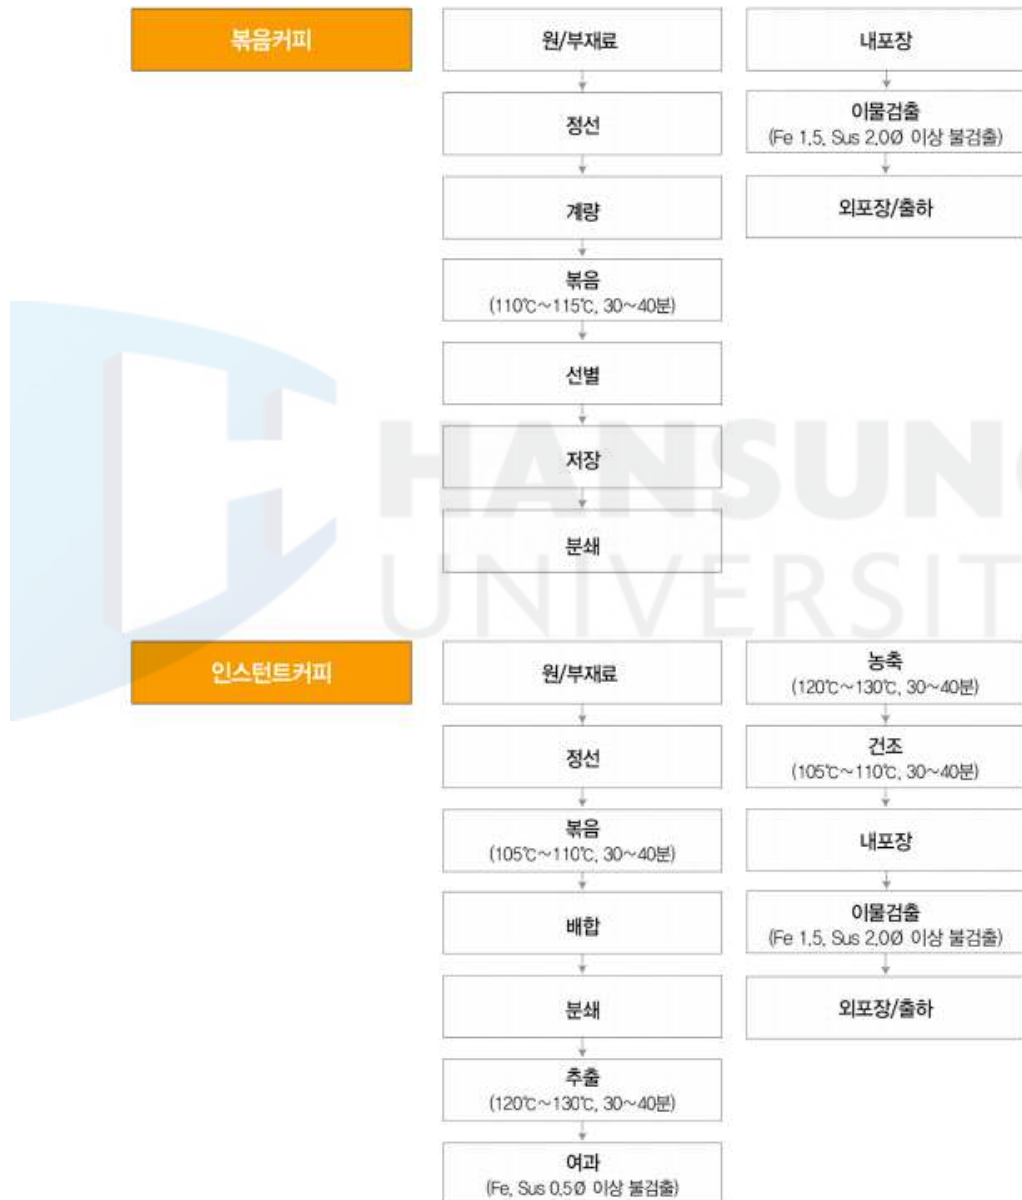 볶음커피
원/부재료
정선
계량
볶음
(110℃~115℃, 30~40분)
선별
저장
분쇄
내포장
이물검출
(Fe 1.5, Sus 2.0Ø 이상 불검출)
외포장/출하
HANSUNG
UNIVERSIT
인스턴트커피
원/부재료
정선
볶음
(105℃~110℃, 30~40분)
배합
분쇄
추출
(120℃~130℃, 30~40분)
여과
(Fe, Sus 0.5Ø 이상 불검출)
농축
(120℃~130℃, 30~40분)
건조
(105℃~110℃, 30~40분)
내포장
이물검출
(Fe 1.5, Sus 2.0Ø 이상 불검출)
외포장/출하